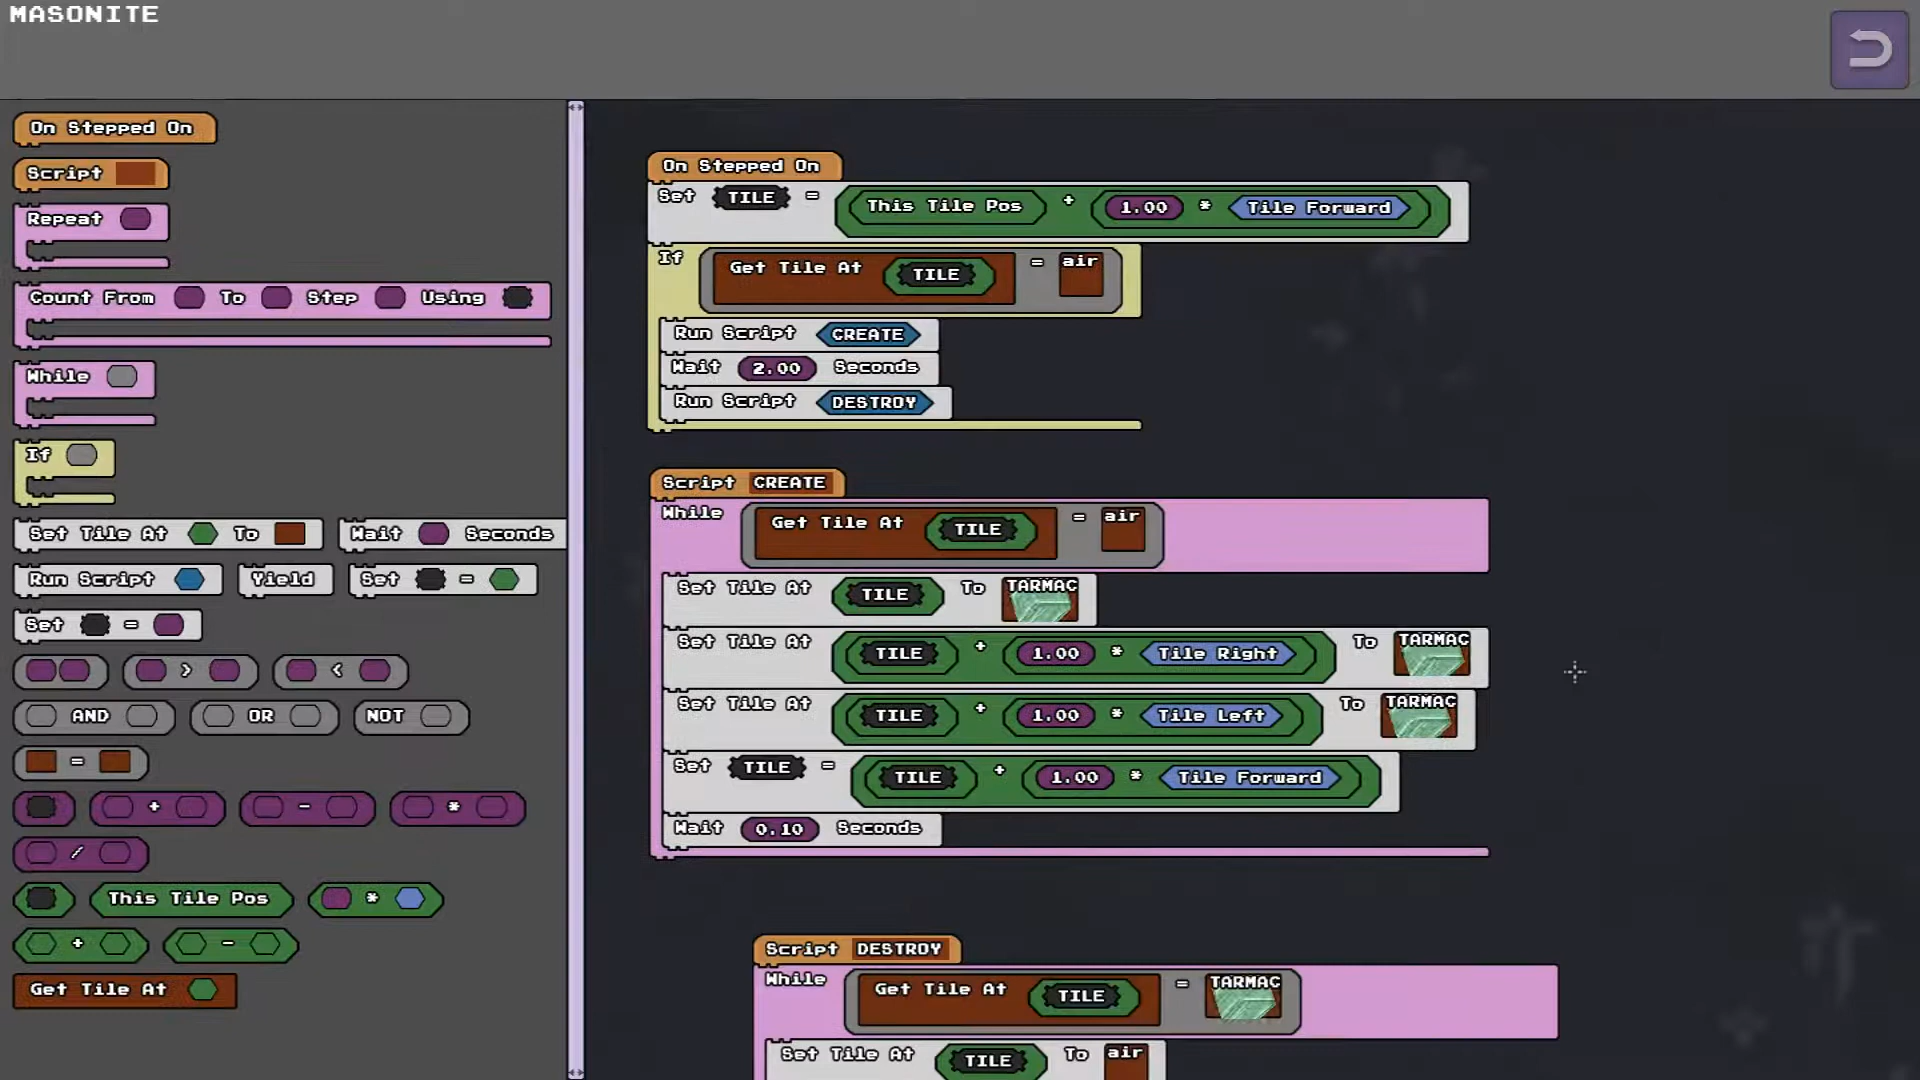 MASONITE
On Stepped On
Script
Repeat
Count From To Step Using
While
If
Set Tile At To
Wait Seconds
Run Script
Yield
Set =
Set =
>
<
AND
OR
NOT
=
+
-
*
/
This Tile Pos
*
+
-
Get Tile At
On Stepped On
Set TILE = This Tile Pos + 1.00 * Tile Forward
If Get Tile At TILE = air
Run Script CREATE
Wait 2.00 Seconds
Run Script DESTROY
Script CREATE
While Get Tile At TILE = air
Set Tile At TILE To TARMAC
Set Tile At TILE + 1.00 * Tile Right To TARMAC
Set Tile At TILE + 1.00 * Tile Left To TARMAC
Set TILE = TILE + 1.00 * Tile Forward
Wait 0.10 Seconds
Script DESTROY
While Get Tile At TILE = TARMAC
Set Tile At TILE To air